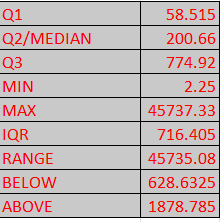 Q1 58.515
Q2/MEDIAN 200.66
Q3 774.92
MIN 2.25
MAX 45737.33
IQR 716.405
RANGE 45735.08
BELOW 628.6325
ABOVE 1878.785